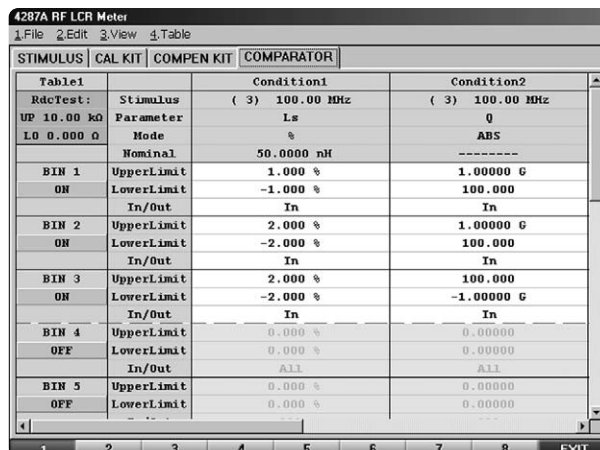 4287A RF LCR Meter
1.File 2.Edit 3.View 4.Table
STIMULUS CAL KIT COMPEN KIT COMPARATOR
Table1 Condition1 Condition2
RdcTest: Stimulus ( 3) 100.00 MHz ( 3) 100.00 MHz
UP 10.00 kΩ Parameter Ls Q
LO 0.000 Ω Mode % ABS
Nominal 50.0000 nH --------
BIN 1 UpperLimit 1.000 % 1.00000 G
ON LowerLimit -1.000 % 100.000
In/Out In In
BIN 2 UpperLimit 2.000 % 1.00000 G
ON LowerLimit -2.000 % 100.000
In/Out In In
BIN 3 UpperLimit 2.000 % 100.000
ON LowerLimit -2.000 % -1.00000 G
In/Out In In
BIN 4 UpperLimit 0.000 % 0.00000
OFF LowerLimit 0.000 % 0.00000
In/Out All All
BIN 5 UpperLimit 0.000 % 0.00000
OFF LowerLimit 0.000 % 0.00000
1 2 3 4 5 6 7 8 EXIT